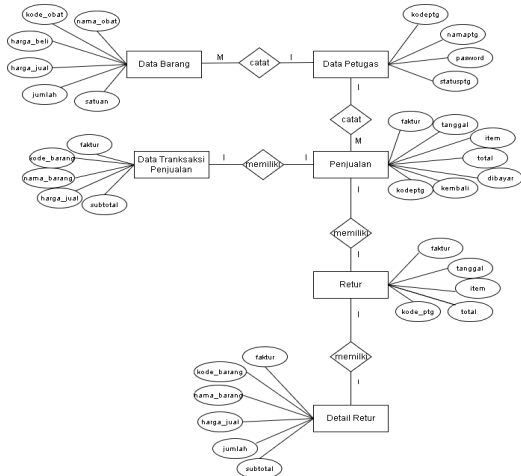 kode_obat
nama_obat
harga_beli
harga_jual
jumlah
satuan
Data Barang
M
catat
I
Data Petugas
kodeptg
namaptg
pasword
statusptg
I
catat
M
faktur
kode_barang
nama_barang
harga_jual
subtotal
Data Tranksaksi
Penjualan
I
memiliki
I
Penjualan
faktur
tanggal
item
total
dibayar
kembali
kodeptg
I
memiliki
I
Retur
faktur
tanggal
item
total
kode_ptg
I
memilki
I
Detail Retur
faktur
kode_barang
nama_barang
harga_jual
jumlah
subtotal